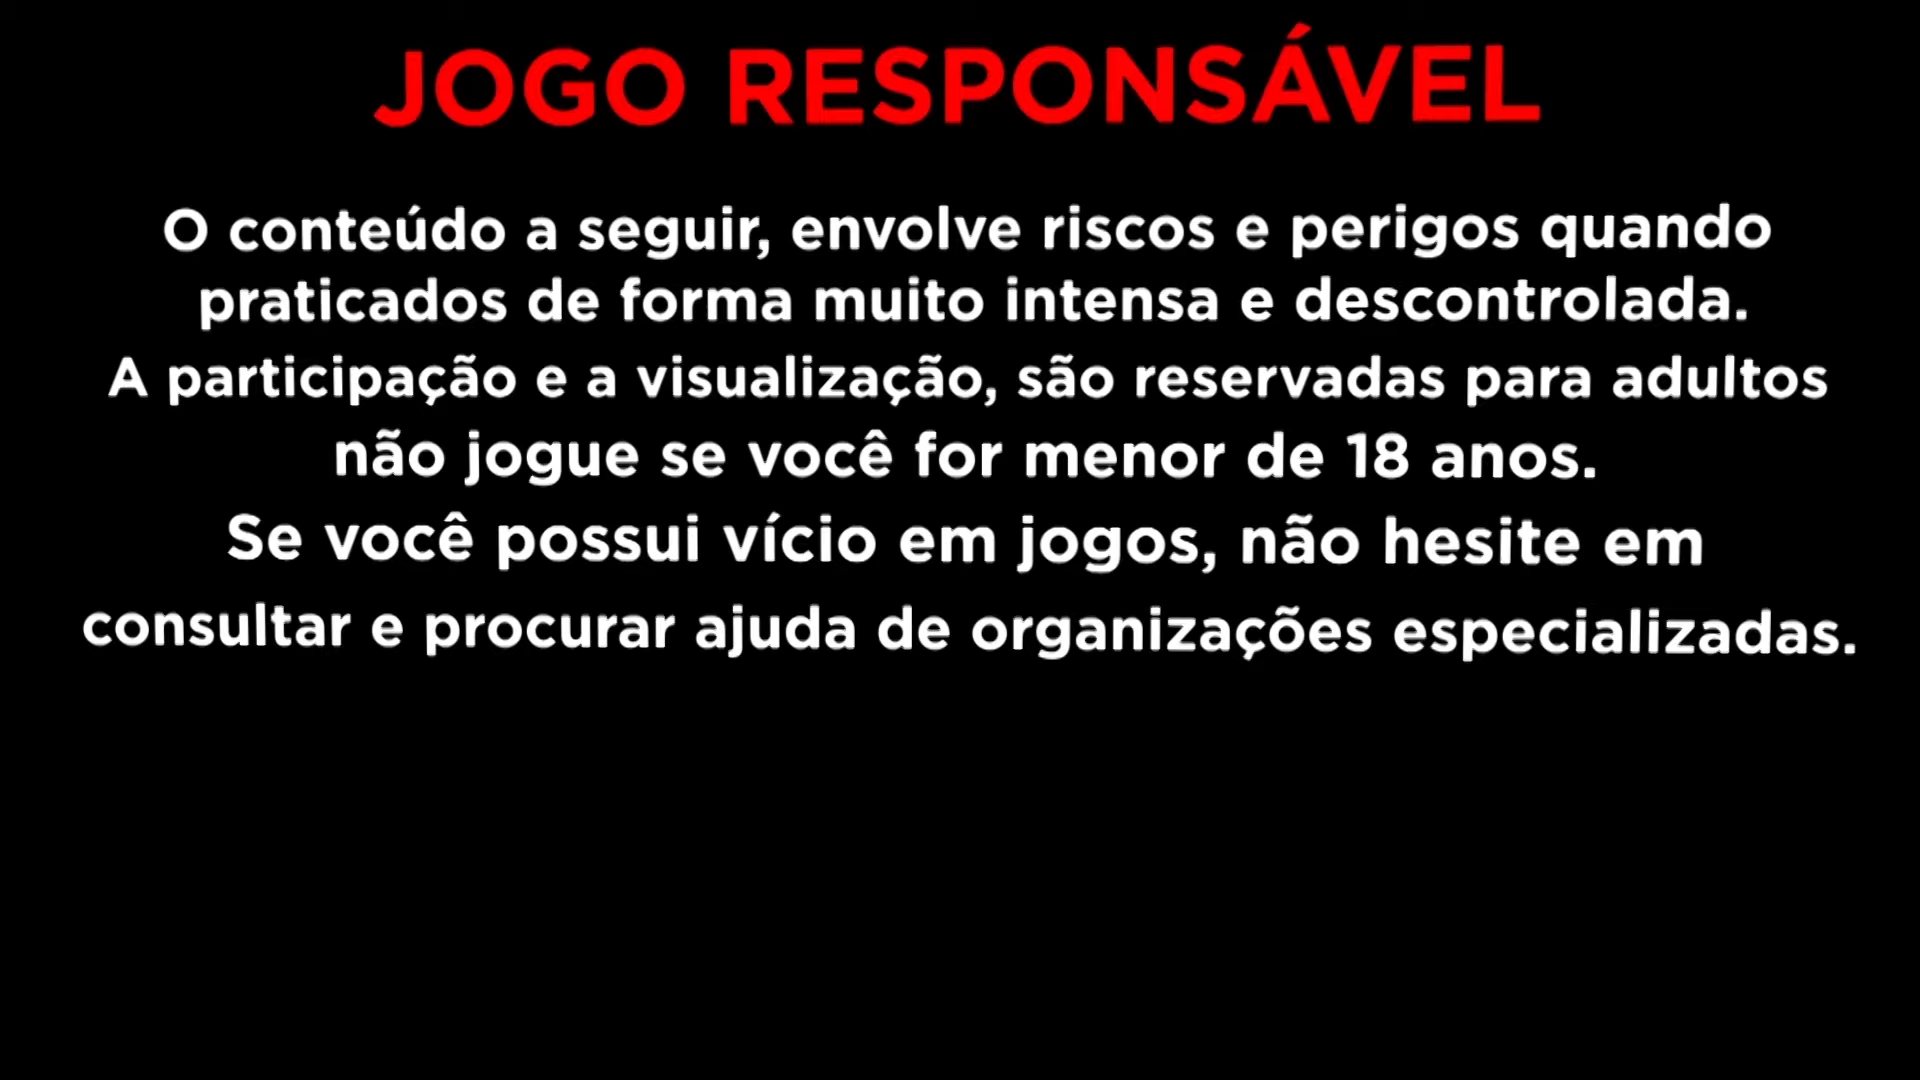 JOGO RESPONSÁVEL
O conteúdo a seguir, envolve riscos e perigos quando
praticados de forma muito intensa e descontrolada.
A participação e a visualização, são reservadas para adultos
não jogue se você for menor de 18 anos.
Se você possui vício em jogos, não hesite em
consultar e procurar ajuda de organizações especializadas.